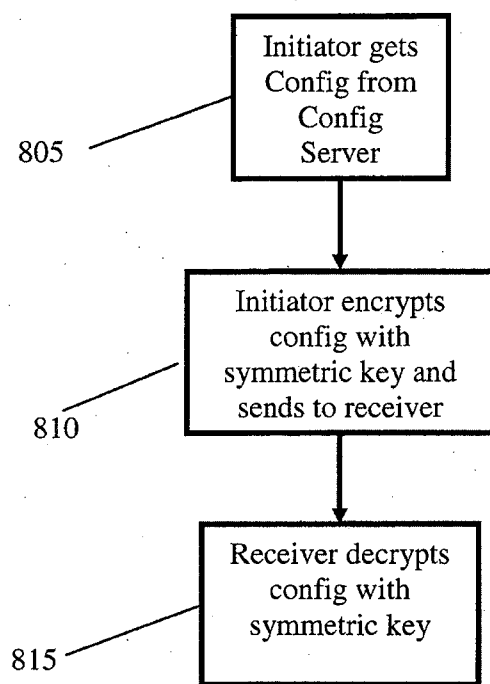 Initiator gets
Config from
Config
Server
805
Initiator encrypts
config with
symmetric key and
sends to receiver
810
Receiver decrypts
config with
symmetric key
815